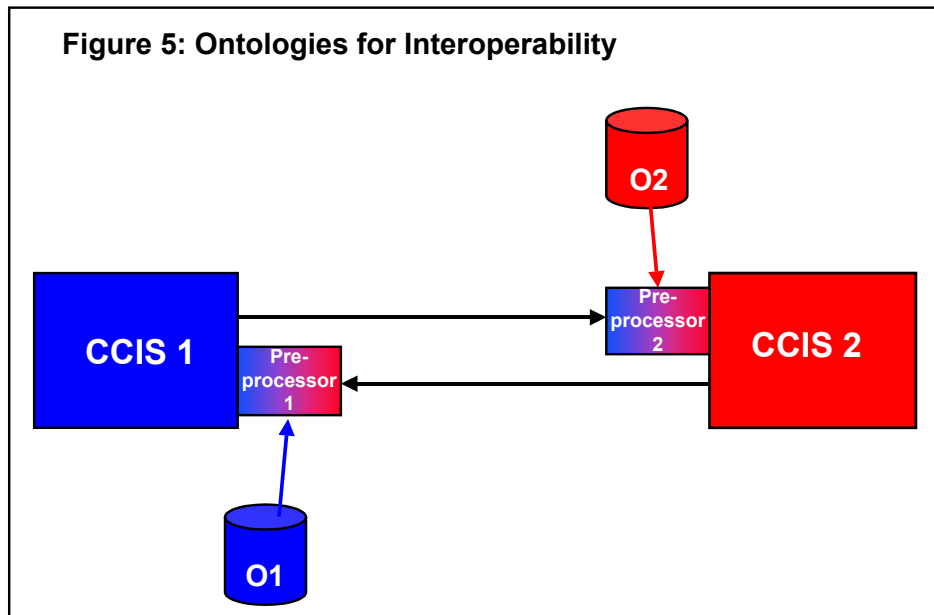 Figure 5: Ontologies for Interoperability
O2
CCIS 1
Pre-
processor
2
CCIS 2
Pre-
processor
1
O1